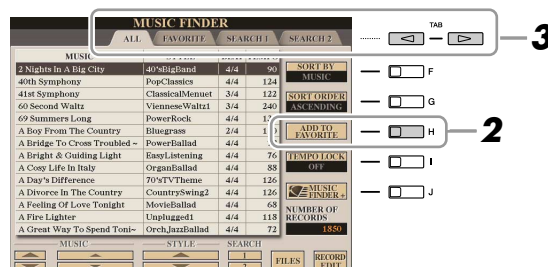 MUSIC FINDER
TAB
ALL FAVORITE SEARCH 1 SEARCH 2
3
MUSIC STYLE
2 Nights In A Big City 40'sBigBand 4/4 90
40th Symphony PopClassics 4/4 124
41st Symphony ClassicalMenuet 3/4 122
60 Second Waltz VienneseWaltz1 3/4 240
69 Summers Long PowerRock 4/4
A Boy From The Country Bluegrass 2/4
A Bridge To Cross Troubled ~ PowerBallad 4/4
A Bright & Guiding Light EasyListening 4/4 76
A Cosy Life In Italy OrganBallad 4/4 88
A Day's Difference 70'sTVTheme 4/4 126
A Divorce In The Country CountrySwing2 4/4 126
A Feeling Of Love Tonight MovieBallad 4/4 68
A Fire Lighter Unplugged1 4/4 118
A Great Way To Spend Toni~ Orch.JazzBallad 4/4 72
SORT BY
MUSIC
F
SORT ORDER
ASCENDING
G
ADD TO
FAVORITE
H
2
TEMPO LOCK
OFF
I
MUSIC
FINDER+
J
NUMBER OF
RECORDS
1850
MUSIC STYLE SEARCH
1
2
FILES
RECORD
EDIT